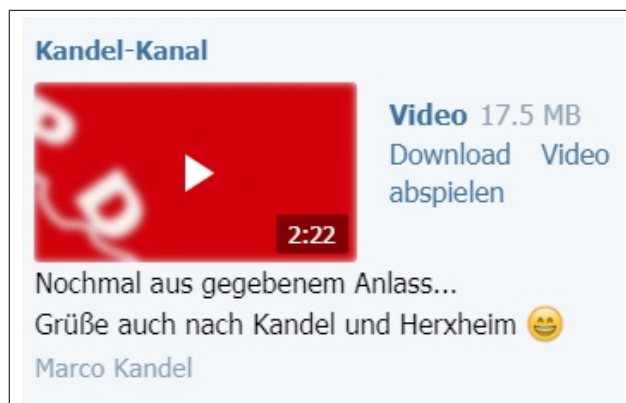 Kandel-Kanal
Video 17.5 MB
Download Video
abspielen
2:22
Nochmal aus gegebenem Anlass...
Grüße auch nach Kandel und Herxheim 😄
Marco Kandel